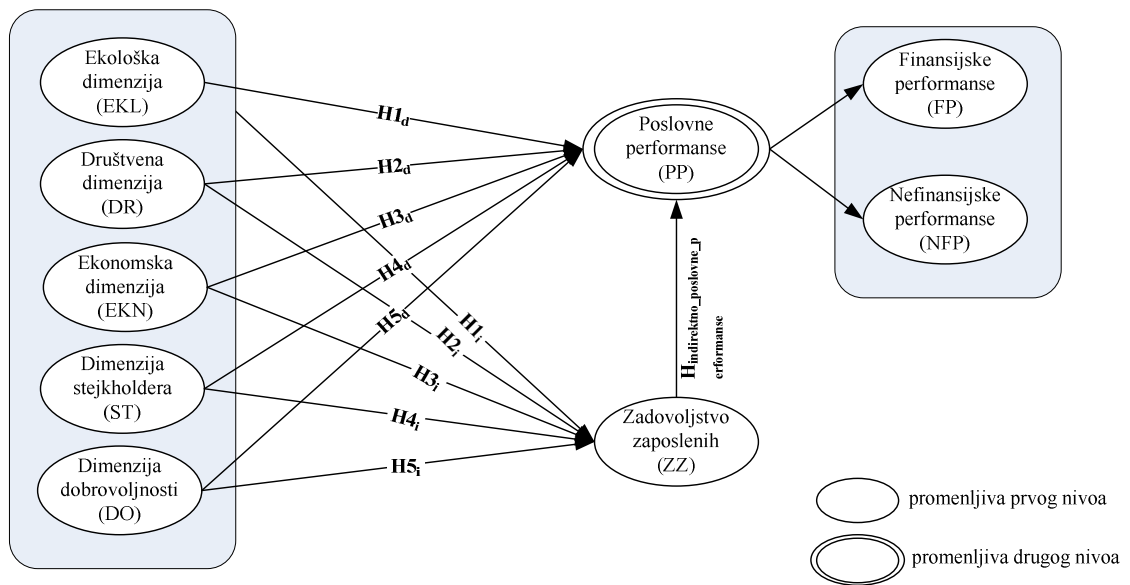 Ekološka
dimenzija
(EKL)
Društvena
dimenzija
(DR)
Ekonomska
dimenzija
(EKN)
Dimenzija
stejkholdera
(ST)
Dimenzija
dobrovoljnosti
(DO)
H1d
H2d
H3d
H4d
H5d
H1i
H2i
H3i
H4i
H5i
Poslovne
performanse
(PP)
Hindirektno_poslovne_p
erformanse
Zadovoljstvo
zaposlenih
(ZZ)
Finansijske
performanse
(FP)
Nefinansijske
performanse
(NFP)
promenljiva prvog nivoa
promenljiva drugog nivoa